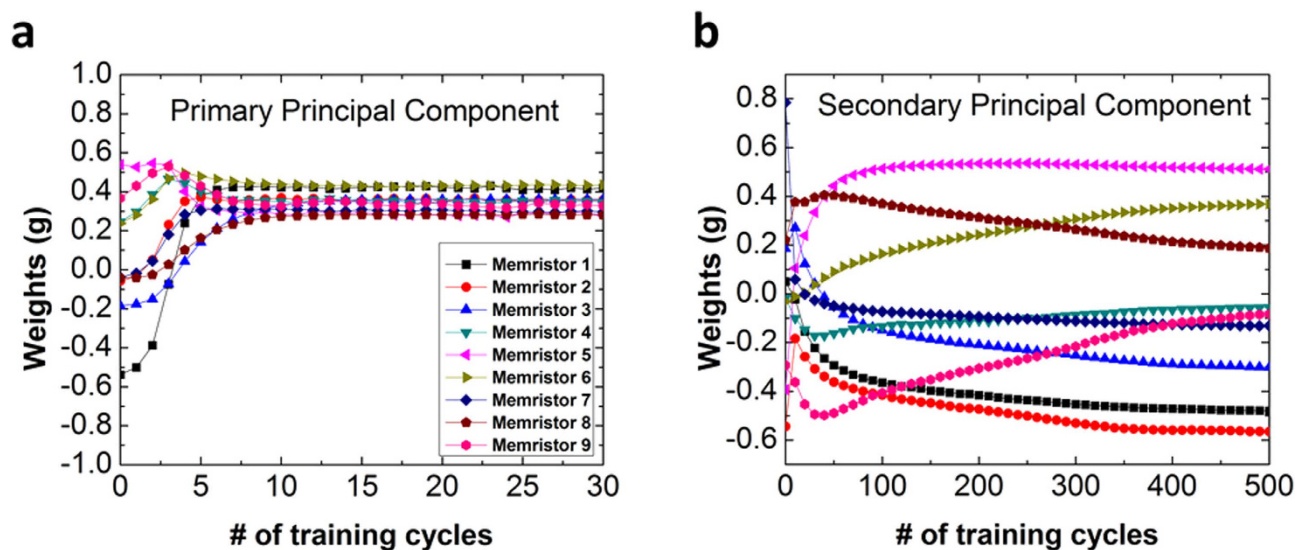 a
Primary Principal Component
Weights (g)
1.0
0.8
0.6
0.4
0.2
0.0
-0.2
-0.4
-0.6
-0.8
-1.0
Memristor 1
Memristor 2
Memristor 3
Memristor 4
Memristor 5
Memristor 6
Memristor 7
Memristor 8
Memristor 9
0 5 10 15 20 25 30
# of training cycles
b
Secondary Principal Component
Weights (g)
0.8
0.6
0.4
0.2
0.0
-0.2
-0.4
-0.6
0 100 200 300 400 500
# of training cycles